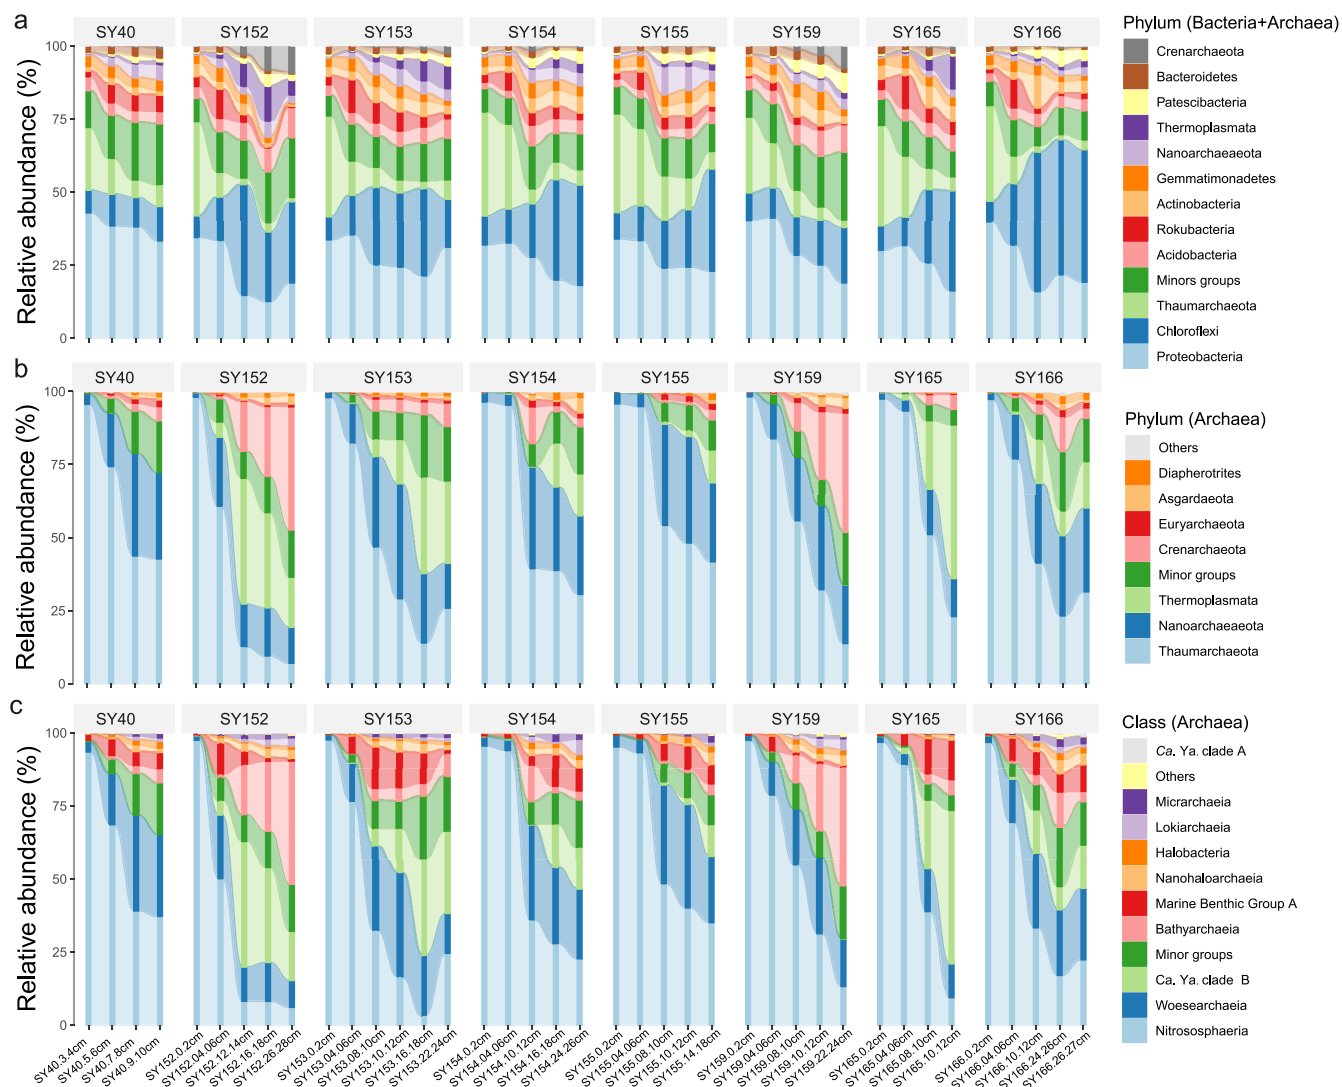 a
SY40 SY152 SY153 SY154 SY155 SY159 SY165 SY166
Relative abundance (%)
100
75
50
25
0
Phylum (Bacteria+Archaea)
Crenarchaeota
Bacteroidetes
Patescibacteria
Thermoplasmata
Nanoarchaeaeota
Gemmatimonadetes
Actinobacteria
Rokubacteria
Acidobacteria
Minors groups
Thaumarchaeota
Chloroflexi
Proteobacteria
b
SY40 SY152 SY153 SY154 SY155 SY159 SY165 SY166
Relative abundance (%)
100
75
50
25
0
Phylum (Archaea)
Others
Diapherotrites
Asgardaeota
Euryarchaeota
Crenarchaeota
Minor groups
Thermoplasmata
Nanoarchaeaeota
Thaumarchaeota
c
SY40 SY152 SY153 SY154 SY155 SY159 SY165 SY166
Relative abundance (%)
100
75
50
25
0
Class (Archaea)
Ca. Ya. clade A
Others
Micrarchaeia
Lokiarchaeia
Halobacteria
Nanohaloarchaeia
Marine Benthic Group A
Bathyarchaeia
Minor groups
Ca. Ya. clade B
Woesearchaeia
Nitrososphaeria
SY40.3.4cm
SY40.5.6cm
SY40.7.8cm
SY40.9.10cm
SY152.0.2cm
SY152.04.06cm
SY152.12.14cm
SY152.16.18cm
SY152.26.28cm
SY153.0.2cm
SY153.04.06cm
SY153.08.10cm
SY153.10.12cm
SY153.16.18cm
SY153.22.24cm
SY154.0.2cm
SY154.04.06cm
SY154.10.12cm
SY154.16.18cm
SY154.24.26cm
SY155.0.2cm
SY155.04.06cm
SY155.08.10cm
SY155.10.12cm
SY155.14.18cm
SY159.0.2cm
SY159.04.06cm
SY159.08.10cm
SY159.10.12cm
SY159.22.24cm
SY165.0.2cm
SY165.04.06cm
SY165.08.10cm
SY165.10.12cm
SY166.0.2cm
SY166.04.06cm
SY166.10.12cm
SY166.24.26cm
SY166.26.27cm